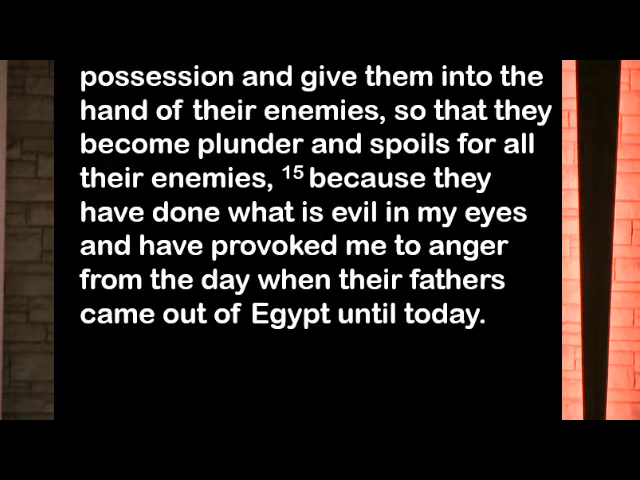 possession and give them into the
hand of their enemies, so that they
become plunder and spoils for all
their enemies, 15 because they
have done what is evil in my eyes
and have provoked me to anger
from the day when their fathers
came out of Egypt until today.